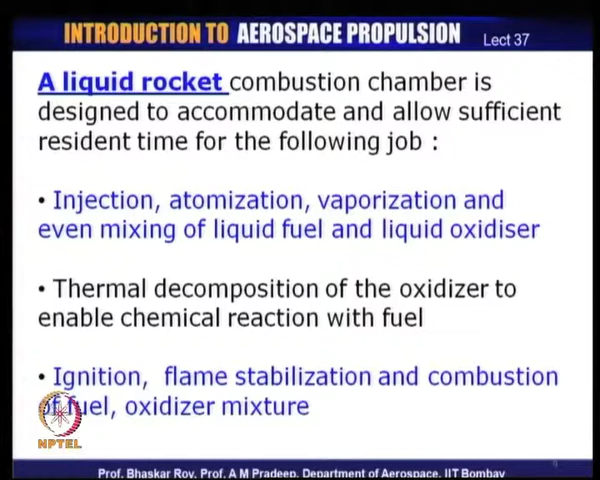 INTRODUCTION TO AEROSPACE PROPULSION Lect 37
A liquid rocket combustion chamber is
designed to accommodate and allow sufficient
resident time for the following job :
• Injection, atomization, vaporization and
even mixing of liquid fuel and liquid oxidiser
• Thermal decomposition of the oxidizer to
enable chemical reaction with fuel
• Ignition, flame stabilization and combustion
of fuel, oxidizer mixture
NPTEL
Prof. Bhaskar Roy, Prof. A M Pradeep, Department of Aerospace, IIT Bombay
9